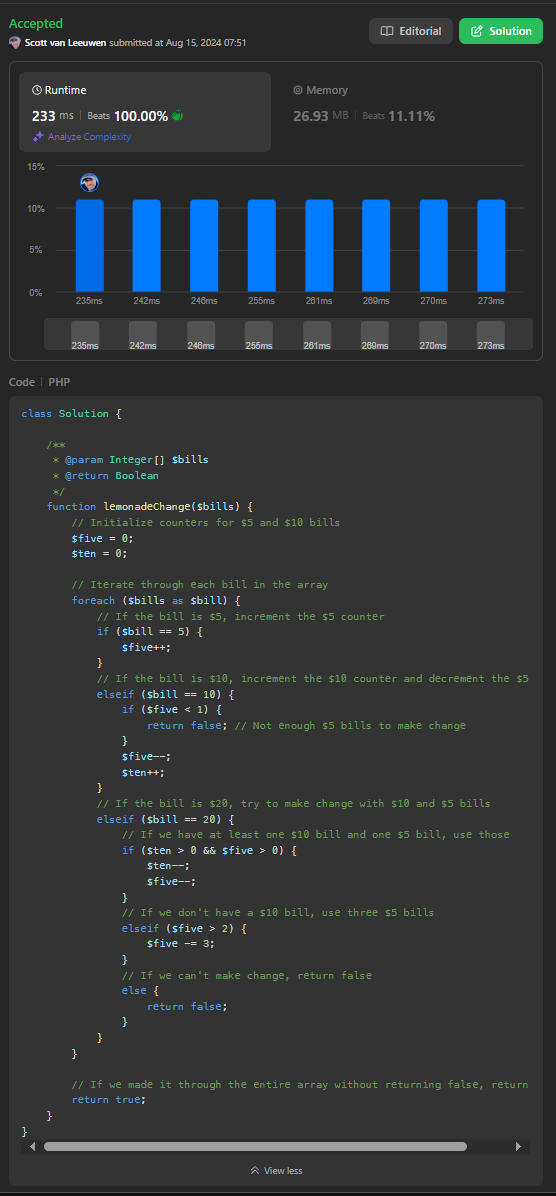 Accepted
Scott van Leeuwen submitted at Aug 15, 2024 07:51
Editorial
Solution
Runtime
233 ms | Beats 100.00%
Analyze Complexity
Memory
26.93 MB | Beats 11.11%
15%
10%
5%
0%
235ms 242ms 246ms 255ms 261ms 269ms 270ms 273ms
235ms 242ms 246ms 255ms 261ms 269ms 270ms 273ms
Code | PHP
class Solution {
    /**
     * @param Integer[] $bills
     * @return Boolean
     */
    function lemonadeChange($bills) {
        // Initialize counters for $5 and $10 bills
        $five = 0;
        $ten = 0;
        // Iterate through each bill in the array
        foreach ($bills as $bill) {
            // If the bill is $5, increment the $5 counter
            if ($bill == 5) {
                $five++;
            }
            // If the bill is $10, increment the $10 counter and decrement the $5
            elseif ($bill == 10) {
                if ($five < 1) {
                    return false; // Not enough $5 bills to make change
                }
                $five--;
                $ten++;
            }
            // If the bill is $20, try to make change with $10 and $5 bills
            elseif ($bill == 20) {
                // If we have at least one $10 bill and one $5 bill, use those
                if ($ten > 0 && $five > 0) {
                    $ten--;
                    $five--;
                }
                // If we don't have a $10 bill, use three $5 bills
                elseif ($five > 2) {
                    $five -= 3;
                }
                // If we can't make change, return false
                else {
                    return false;
                }
            }
        }
        // If we made it through the entire array without returning false, return
        return true;
    }
}
View less